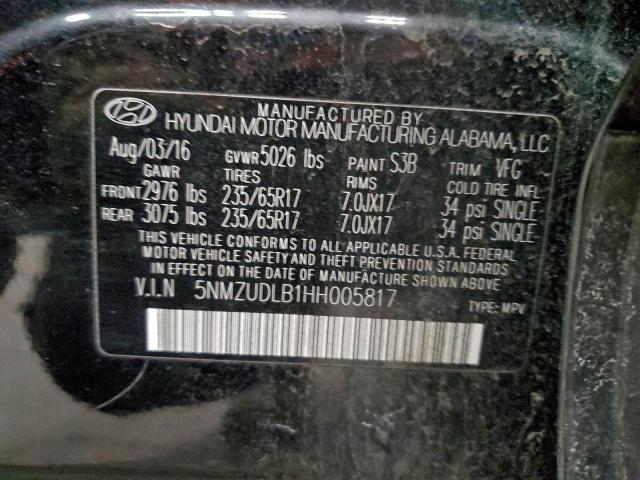 MANUFACTURED BY
HYUNDAI MOTOR MANUFACTURING ALABAMA, LLC
Aug/03/16 GVWR 5026 lbs PAINT S3B TRIM VFG
GAWR TIRES RIMS COLD TIRE INFL
FRONT 2976 lbs 235/65R17 7.0JX17 34 psi SINGLE
REAR 3075 lbs 235/65R17 7.0JX17 34 psi SINGLE
THIS VEHICLE CONFORMS TO ALL APPLICABLE U.S.A. FEDERAL
MOTOR VEHICLE SAFETY AND THEFT PREVENTION STANDARDS
IN EFFECT ON THE DATE OF MANUFACTURE SHOWN ABOVE
V.I.N 5NMZUDLB1HH005817 TYPE: MPV